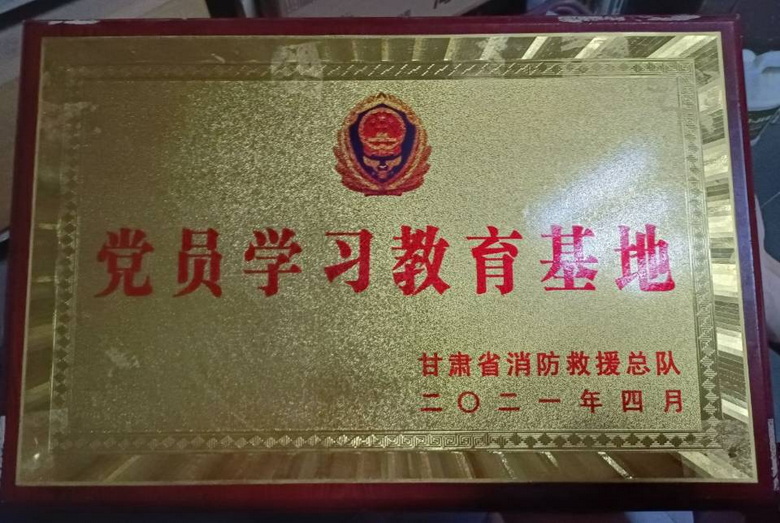 党员学习教育基地
甘肃省消防救援总队
二〇二一年四月